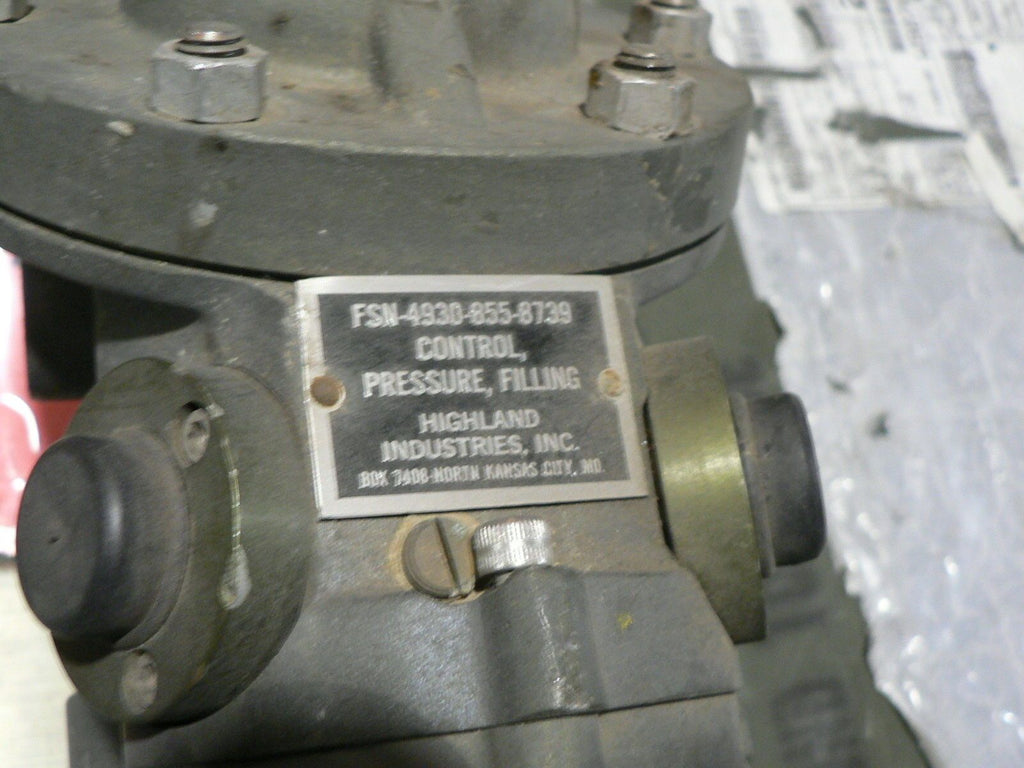 FSN-4930-855-8739
CONTROL,
PRESSURE, FILLING
HIGHLAND
INDUSTRIES, INC.
BOX 7408-NORTH KANSAS CITY, MO.